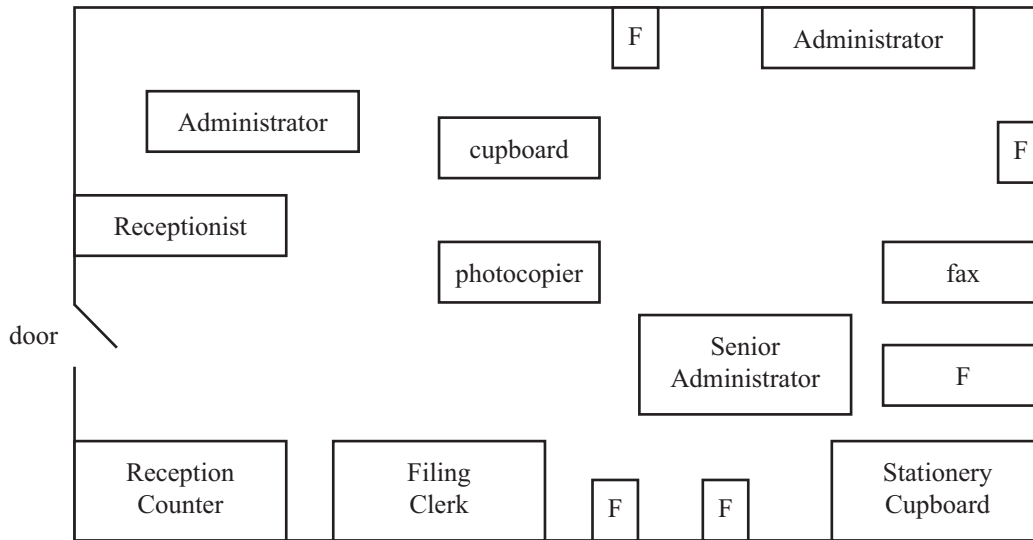 F
Administrator
Administrator
cupboard
F
Receptionist
photocopier
fax
door
Senior
Administrator
F
Reception
Counter
Filing
Clerk
F
F
Stationery
Cupboard